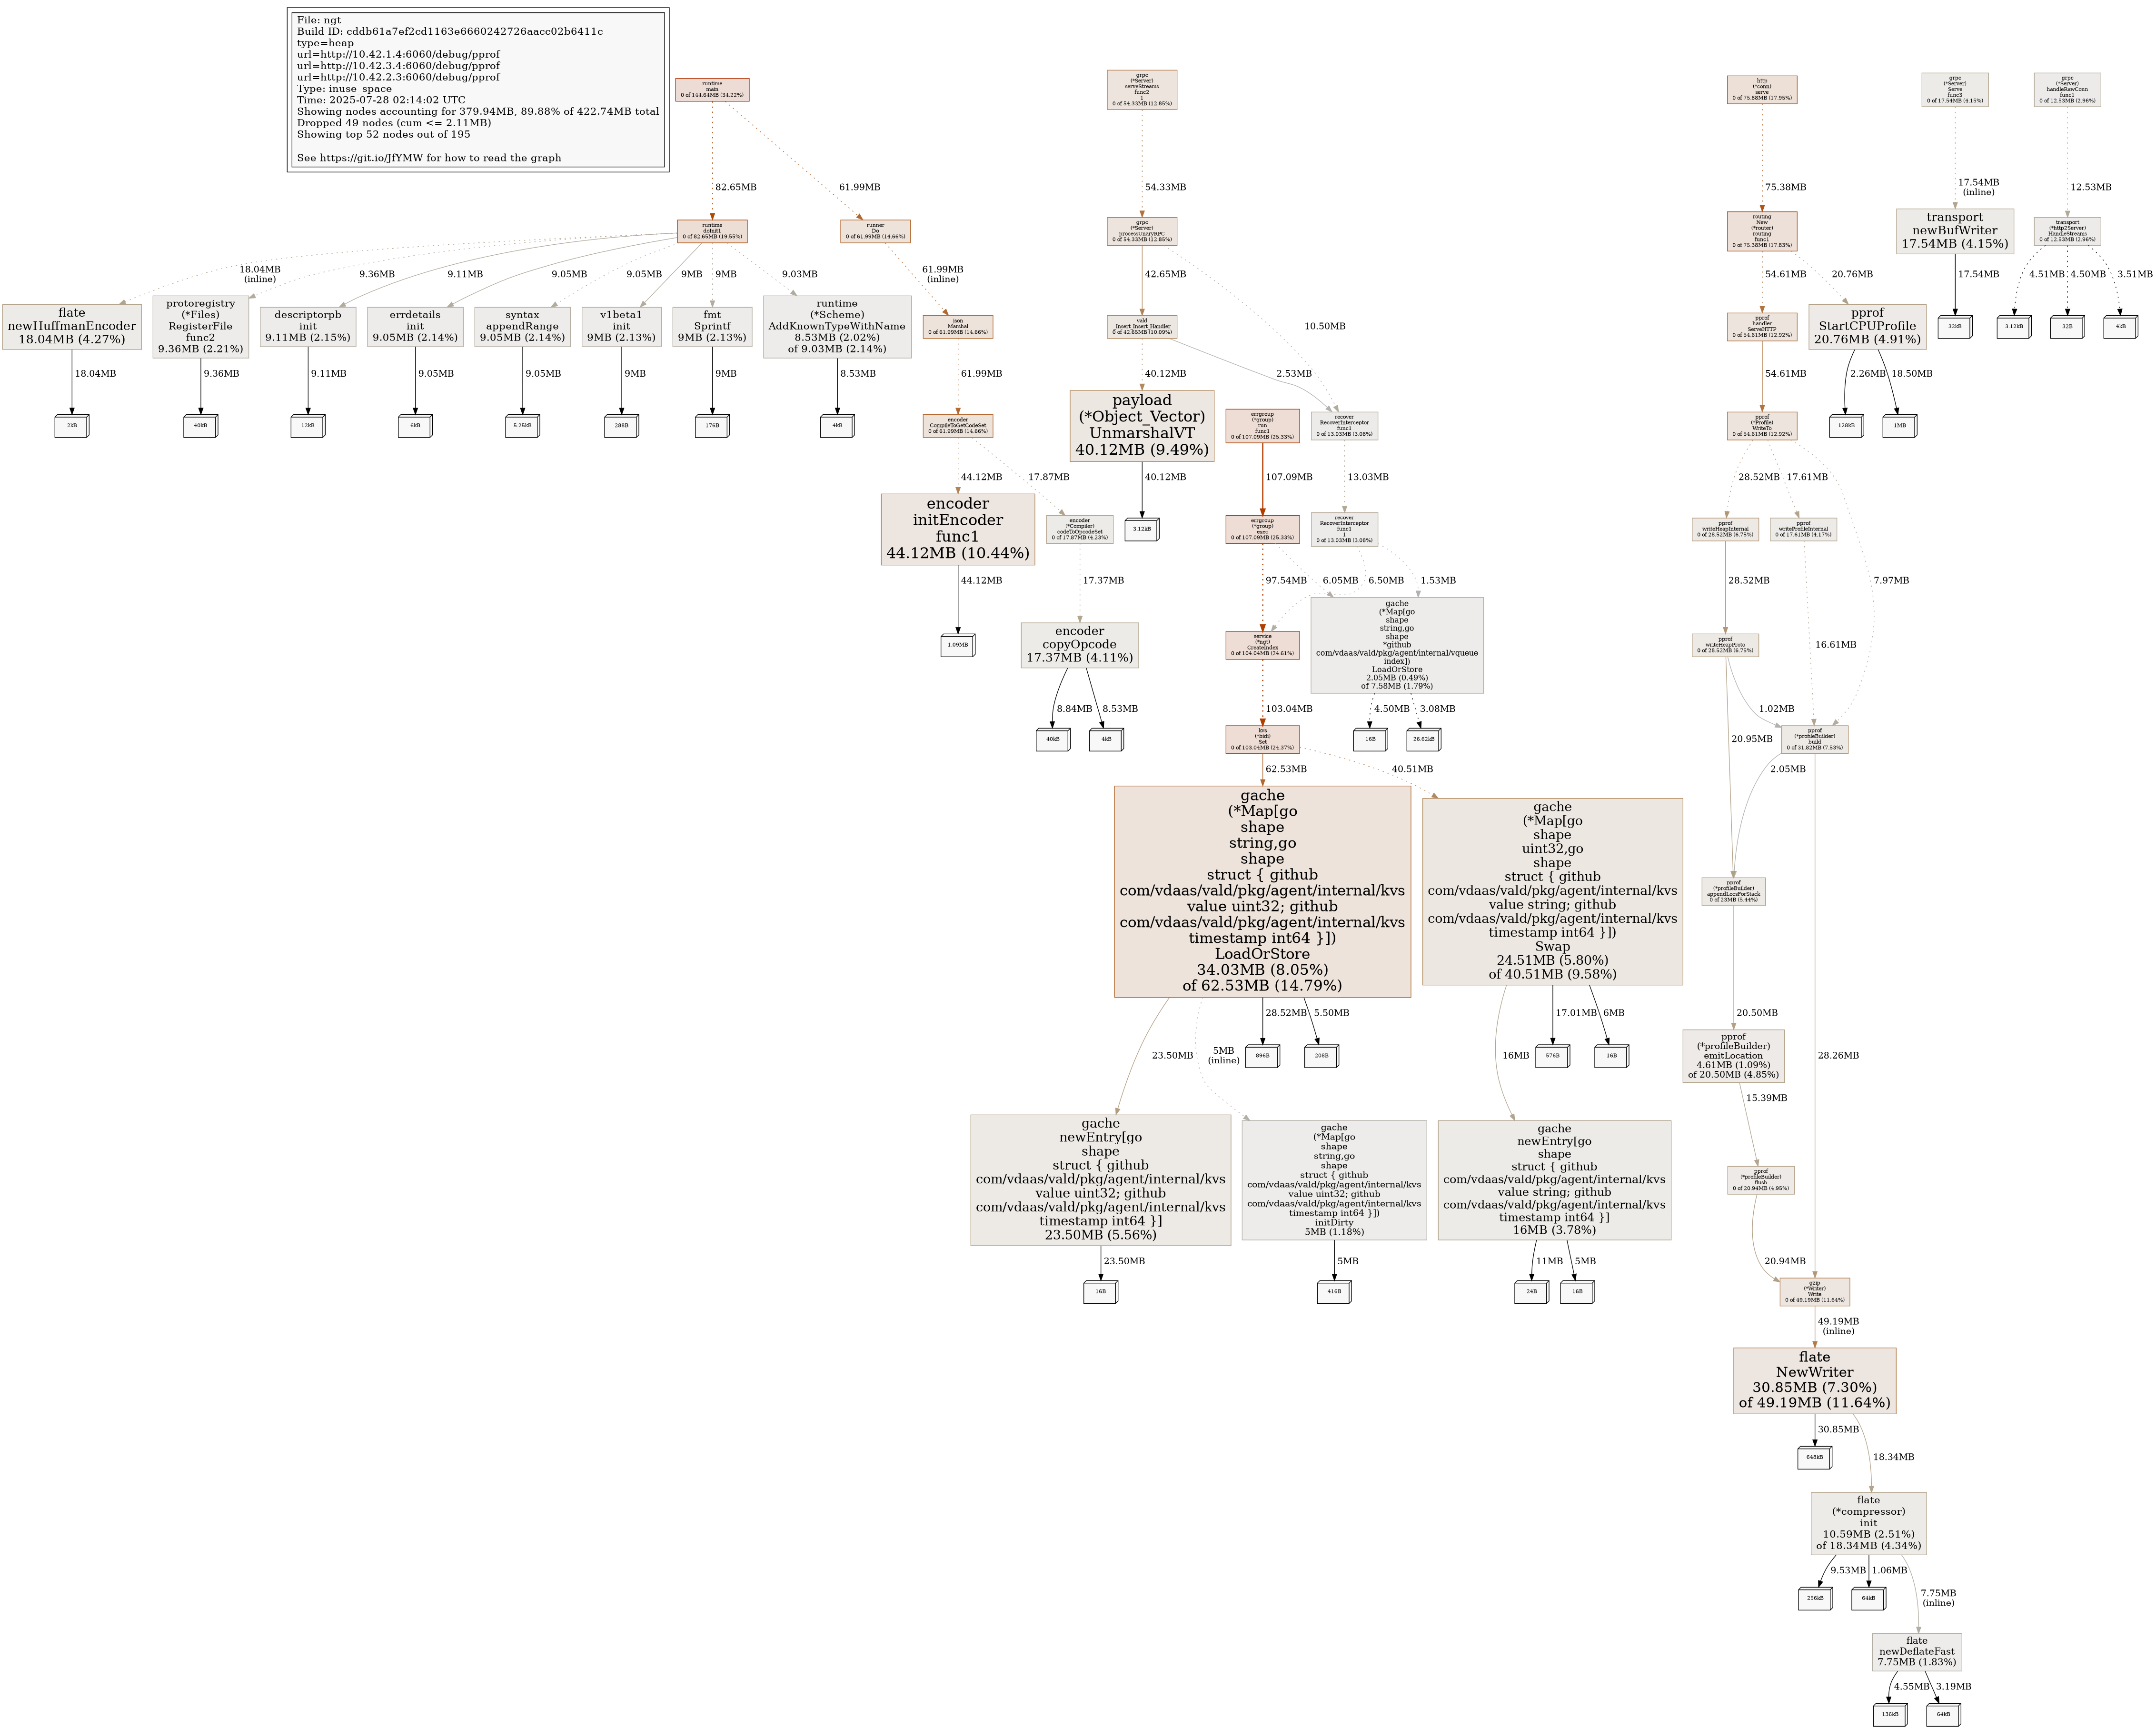 File: ngt
Build ID: cddb61a7ef2cd1163e6660242726aacc02b6411c
type=heap
url=http://10.42.1.4:6060/debug/pprof
url=http://10.42.3.4:6060/debug/pprof
url=http://10.42.2.3:6060/debug/pprof
Type: inuse_space
Time: 2025-07-28 02:14:02 UTC
Showing nodes accounting for 379.94MB, 89.88% of 422.74MB total
Dropped 49 nodes (cum <= 2.11MB)
Showing top 52 nodes out of 195
See https://git.io/JfYMW for how to read the graph
runtime
main
0 of 144.64MB (34.22%)
82.65MB
61.99MB
runtime
doInit1
0 of 82.65MB (19.55%)
runner
Do
0 of 61.99MB (14.66%)
18.04MB
(inline)
9.36MB
9.11MB
9.05MB
9.05MB
9MB
9MB
9.03MB
61.99MB
(inline)
flate
newHuffmanEncoder
18.04MB (4.27%)
18.04MB
2kB
protoregistry
(*Files)
RegisterFile
func2
9.36MB (2.21%)
9.36MB
40kB
descriptorpb
init
9.11MB (2.15%)
9.11MB
12kB
errdetails
init
9.05MB (2.14%)
9.05MB
6kB
syntax
appendRange
9.05MB (2.14%)
9.05MB
5.25kB
v1beta1
init
9MB (2.13%)
9MB
288B
fmt
Sprintf
9MB (2.13%)
9MB
176B
runtime
(*Scheme)
AddKnownTypeWithName
8.53MB (2.02%)
of 9.03MB (2.14%)
8.53MB
4kB
json
Marshal
0 of 61.99MB (14.66%)
61.99MB
encoder
CompileToGetCodeSet
0 of 61.99MB (14.66%)
44.12MB
17.87MB
encoder
initEncoder
func1
44.12MB (10.44%)
44.12MB
1.09MB
encoder
(*Compiler)
codeToOpcodeSet
0 of 17.87MB (4.23%)
17.37MB
encoder
copyOpcode
17.37MB (4.11%)
8.84MB
8.53MB
40kB
4kB
grpc
(*Server)
serveStreams
func2
1
0 of 54.33MB (12.85%)
54.33MB
grpc
(*Server)
processUnaryRPC
0 of 54.33MB (12.85%)
42.65MB
10.50MB
vald
Insert_Insert_Handler
0 of 42.65MB (10.09%)
40.12MB
2.53MB
payload
(*Object_Vector)
UnmarshalVT
40.12MB (9.49%)
40.12MB
3.12kB
errgroup
(*group)
run
func1
0 of 107.09MB (25.33%)
107.09MB
recover
RecoverInterceptor
func1
0 of 13.03MB (3.08%)
13.03MB
errgroup
(*group)
exec
0 of 107.09MB (25.33%)
recover
RecoverInterceptor
func1
1
0 of 13.03MB (3.08%)
97.54MB
6.05MB
6.50MB
1.53MB
service
(*ngt)
CreateIndex
0 of 104.04MB (24.61%)
103.04MB
gache
(*Map[go
shape
string,go
shape
*github
com/vdaas/vald/pkg/agent/internal/vqueue
index])
LoadOrStore
2.05MB (0.49%)
of 7.58MB (1.79%)
4.50MB
3.08MB
16B
26.62kB
kvs
(*bidi)
Set
0 of 103.04MB (24.37%)
62.53MB
40.51MB
gache
(*Map[go
shape
string,go
shape
struct { github
com/vdaas/vald/pkg/agent/internal/kvs
value uint32; github
com/vdaas/vald/pkg/agent/internal/kvs
timestamp int64 }])
LoadOrStore
34.03MB (8.05%)
of 62.53MB (14.79%)
23.50MB
5MB
(inline)
28.52MB
5.50MB
896B
208B
gache
(*Map[go
shape
uint32,go
shape
struct { github
com/vdaas/vald/pkg/agent/internal/kvs
value string; github
com/vdaas/vald/pkg/agent/internal/kvs
timestamp int64 }])
Swap
24.51MB (5.80%)
of 40.51MB (9.58%)
16MB
17.01MB
6MB
576B
16B
gache
newEntry[go
shape
struct { github
com/vdaas/vald/pkg/agent/internal/kvs
value uint32; github
com/vdaas/vald/pkg/agent/internal/kvs
timestamp int64 }]
23.50MB (5.56%)
23.50MB
16B
gache
(*Map[go
shape
string,go
shape
struct { github
com/vdaas/vald/pkg/agent/internal/kvs
value uint32; github
com/vdaas/vald/pkg/agent/internal/kvs
timestamp int64 }])
initDirty
5MB (1.18%)
5MB
416B
gache
newEntry[go
shape
struct { github
com/vdaas/vald/pkg/agent/internal/kvs
value string; github
com/vdaas/vald/pkg/agent/internal/kvs
timestamp int64 }]
16MB (3.78%)
11MB
5MB
24B
16B
http
(*conn)
serve
0 of 75.88MB (17.95%)
75.38MB
routing
New
(*router)
routing
func1
0 of 75.38MB (17.83%)
54.61MB
20.76MB
pprof
handler
ServeHTTP
0 of 54.61MB (12.92%)
54.61MB
pprof
StartCPUProfile
20.76MB (4.91%)
2.26MB
18.50MB
128kB
1MB
pprof
(*Profile)
WriteTo
0 of 54.61MB (12.92%)
28.52MB
17.61MB
7.97MB
pprof
writeHeapInternal
0 of 28.52MB (6.75%)
28.52MB
pprof
writeProfileInternal
0 of 17.61MB (4.17%)
16.61MB
pprof
writeHeapProto
0 of 28.52MB (6.75%)
20.95MB
1.02MB
pprof
(*profileBuilder)
build
0 of 31.82MB (7.53%)
2.05MB
28.26MB
pprof
(*profileBuilder)
appendLocsForStack
0 of 23MB (5.44%)
20.50MB
pprof
(*profileBuilder)
emitLocation
4.61MB (1.09%)
of 20.50MB (4.85%)
15.39MB
pprof
(*profileBuilder)
flush
0 of 20.94MB (4.95%)
20.94MB
gzip
(*Writer)
Write
0 of 49.19MB (11.64%)
49.19MB
(inline)
flate
NewWriter
30.85MB (7.30%)
of 49.19MB (11.64%)
30.85MB
18.34MB
648kB
flate
(*compressor)
init
10.59MB (2.51%)
of 18.34MB (4.34%)
9.53MB
1.06MB
7.75MB
(inline)
256kB
64kB
flate
newDeflateFast
7.75MB (1.83%)
4.55MB
3.19MB
136kB
64kB
grpc
(*Server)
Serve
func3
0 of 17.54MB (4.15%)
17.54MB
(inline)
transport
newBufWriter
17.54MB (4.15%)
17.54MB
32kB
grpc
(*Server)
handleRawConn
func1
0 of 12.53MB (2.96%)
12.53MB
transport
(*http2Server)
HandleStreams
0 of 12.53MB (2.96%)
4.51MB
4.50MB
3.51MB
3.12kB
32B
4kB